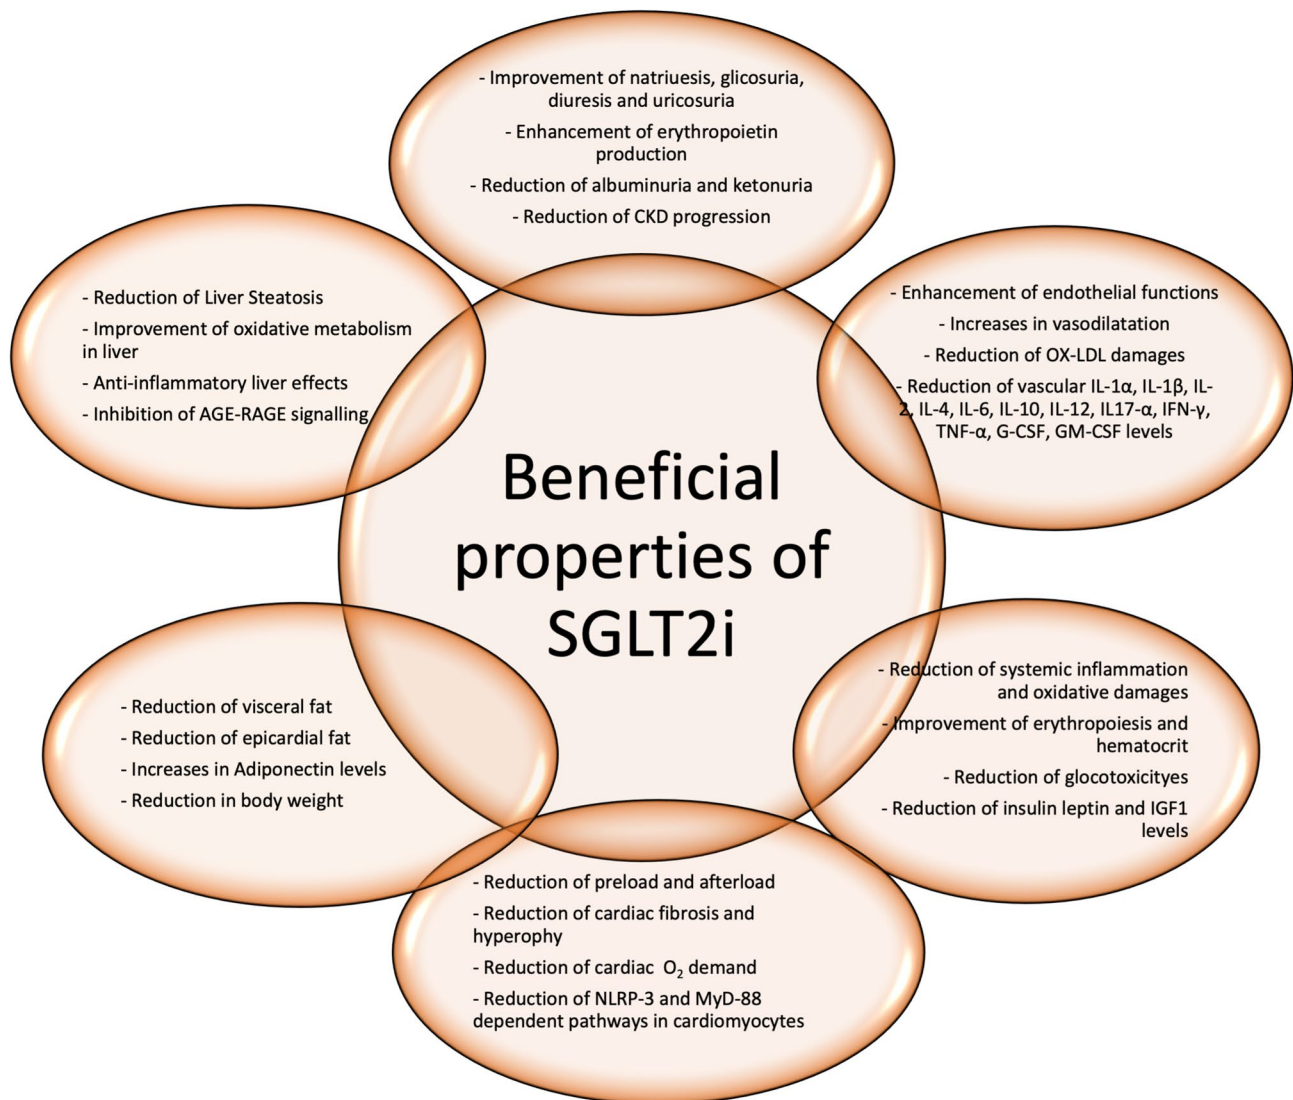 - Improvement of natriuesis, glicosuria,
diuresis and uricosuria
- Enhancement of erythropoietin
production
- Reduction of albuminuria and ketonuria
- Reduction of CKD progression
- Enhancement of endothelial functions
- Increases in vasodilatation
- Reduction of OX-LDL damages
- Reduction of vascular IL-1α, IL-1β, IL-
2, IL-4, IL-6, IL-10, IL-12, IL17-α, IFN-γ,
TNF-α, G-CSF, GM-CSF levels
- Reduction of Liver Steatosis
- Improvement of oxidative metabolism
in liver
- Anti-inflammatory liver effects
- Inhibition of AGE-RAGE signalling
Beneficial
properties of
SGLT2i
- Reduction of systemic inflammation
and oxidative damages
- Improvement of erythropoiesis and
hematocrit
- Reduction of glocotoxicityes
- Reduction of insulin leptin and IGF1
levels
- Reduction of visceral fat
- Reduction of epicardial fat
- Increases in Adiponectin levels
- Reduction in body weight
- Reduction of preload and afterload
- Reduction of cardiac fibrosis and
hyperophy
- Reduction of cardiac O₂ demand
- Reduction of NLRP-3 and MyD-88
dependent pathways in cardiomyocytes